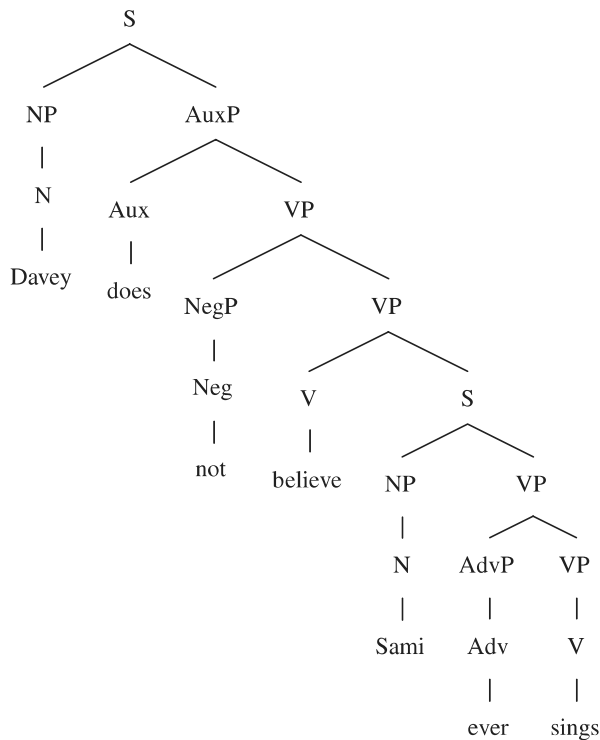 S
NP AuxP
N Aux VP
Davey does NegP VP
Neg V S
not believe NP VP
N AdvP VP
Sami Adv V
ever sings